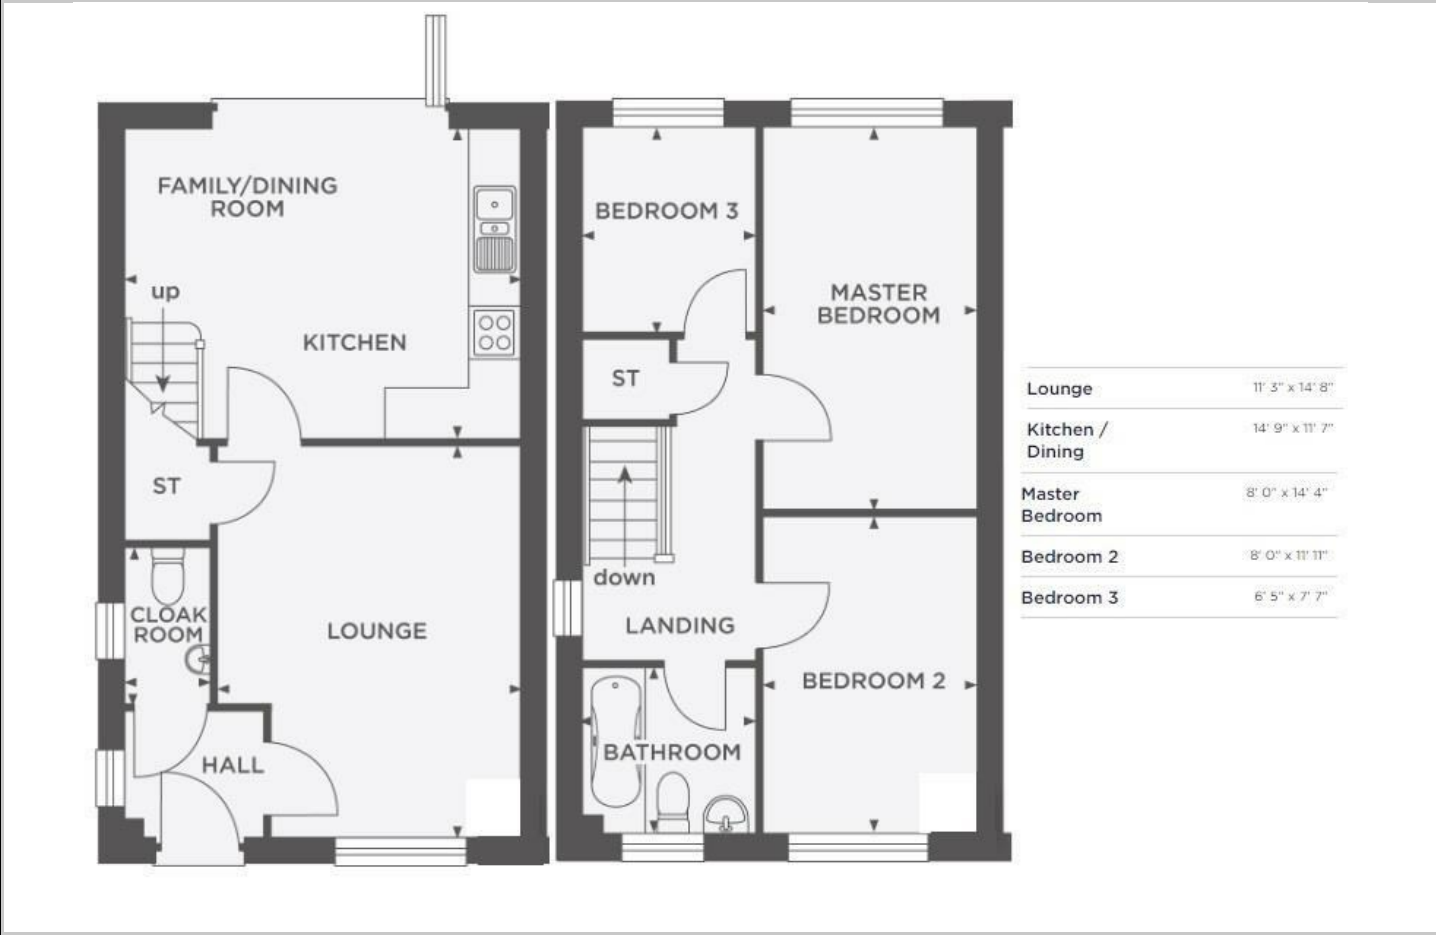 FAMILY/DINING
ROOM
up
KITCHEN
ST
CLOAK
ROOM
LOUNGE
HALL
BEDROOM 3
MASTER
BEDROOM
ST
down
LANDING
BEDROOM 2
BATHROOM
Lounge 11' 3" x 14' 8"
Kitchen / 14' 9" x 11' 7"
Dining
Master 8' 0" x 14' 4"
Bedroom
Bedroom 2 8' 0" x 11' 11"
Bedroom 3 6' 5" x 7' 7"